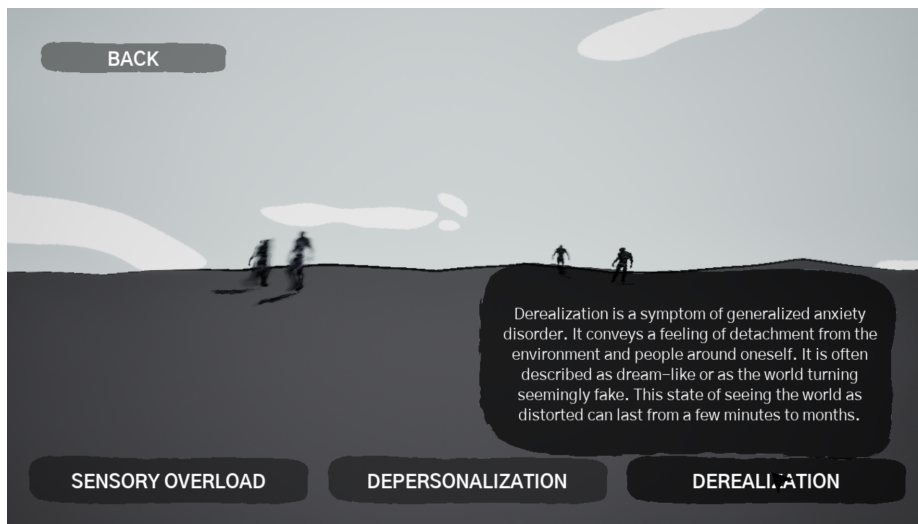 BACK
Derealization is a symptom of generalized anxiety
disorder. It conveys a feeling of detachment from the
environment and people around oneself. It is often
described as dream-like or as the world turning
seemingly fake. This state of seeing the world as
distorted can last from a few minutes to months.
SENSORY OVERLOAD
DEPERSONALIZATION
DEREALIZATION